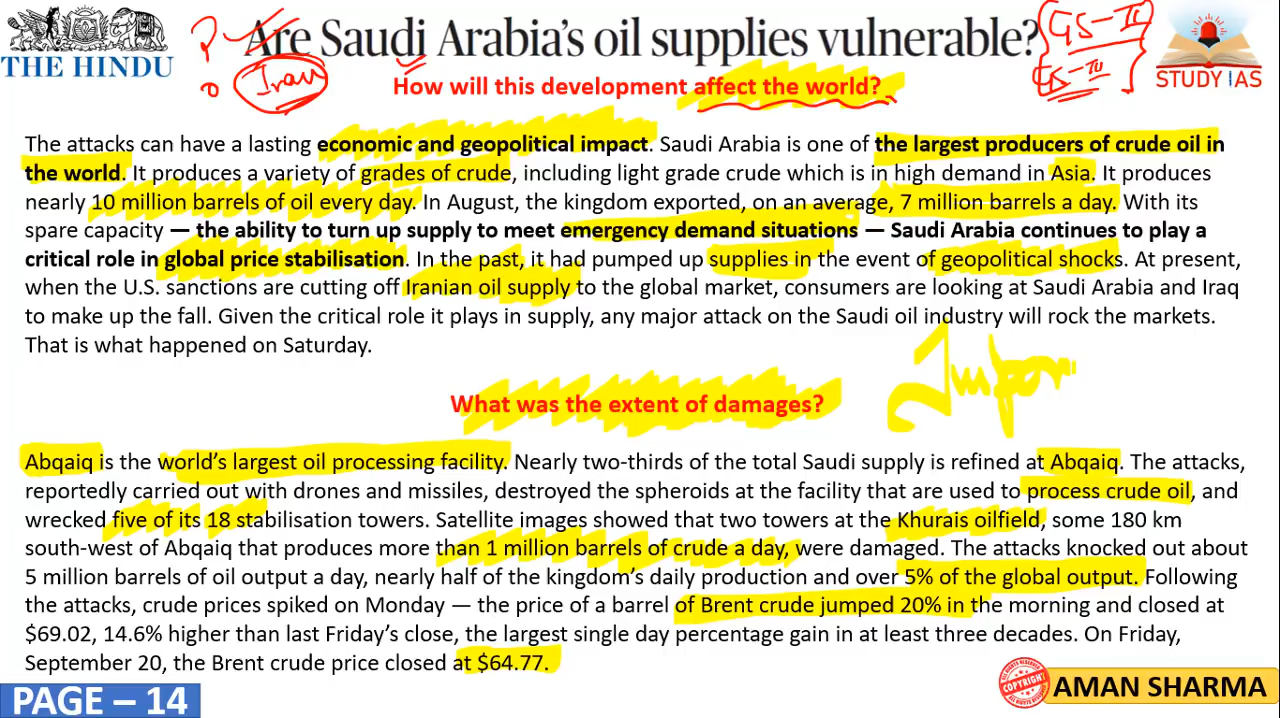 Are Saudi Arabia's oil supplies vulnerable?
THE HINDU
?
Iran
GS-II
GS-III
STUDY IAS
How will this development affect the world?
The attacks can have a lasting economic and geopolitical impact. Saudi Arabia is one of the largest producers of crude oil in
the world. It produces a variety of grades of crude, including light grade crude which is in high demand in Asia. It produces
nearly 10 million barrels of oil every day. In August, the kingdom exported, on an average, 7 million barrels a day. With its
spare capacity — the ability to turn up supply to meet emergency demand situations — Saudi Arabia continues to play a
critical role in global price stabilisation. In the past, it had pumped up supplies in the event of geopolitical shocks. At present,
when the U.S. sanctions are cutting off Iranian oil supply to the global market, consumers are looking at Saudi Arabia and Iraq
to make up the fall. Given the critical role it plays in supply, any major attack on the Saudi oil industry will rock the markets.
That is what happened on Saturday.
Impor
What was the extent of damages?
Abqaiq is the world's largest oil processing facility. Nearly two-thirds of the total Saudi supply is refined at Abqaiq. The attacks,
reportedly carried out with drones and missiles, destroyed the spheroids at the facility that are used to process crude oil, and
wrecked five of its 18 stabilisation towers. Satellite images showed that two towers at the Khurais oilfield, some 180 km
south-west of Abqaiq that produces more than 1 million barrels of crude a day, were damaged. The attacks knocked out about
5 million barrels of oil output a day, nearly half of the kingdom's daily production and over 5% of the global output. Following
the attacks, crude prices spiked on Monday — the price of a barrel of Brent crude jumped 20% in the morning and closed at
$69.02, 14.6% higher than last Friday's close, the largest single day percentage gain in at least three decades. On Friday,
September 20, the Brent crude price closed at $64.77.
PAGE – 14
COPYRIGHT
AMAN SHARMA